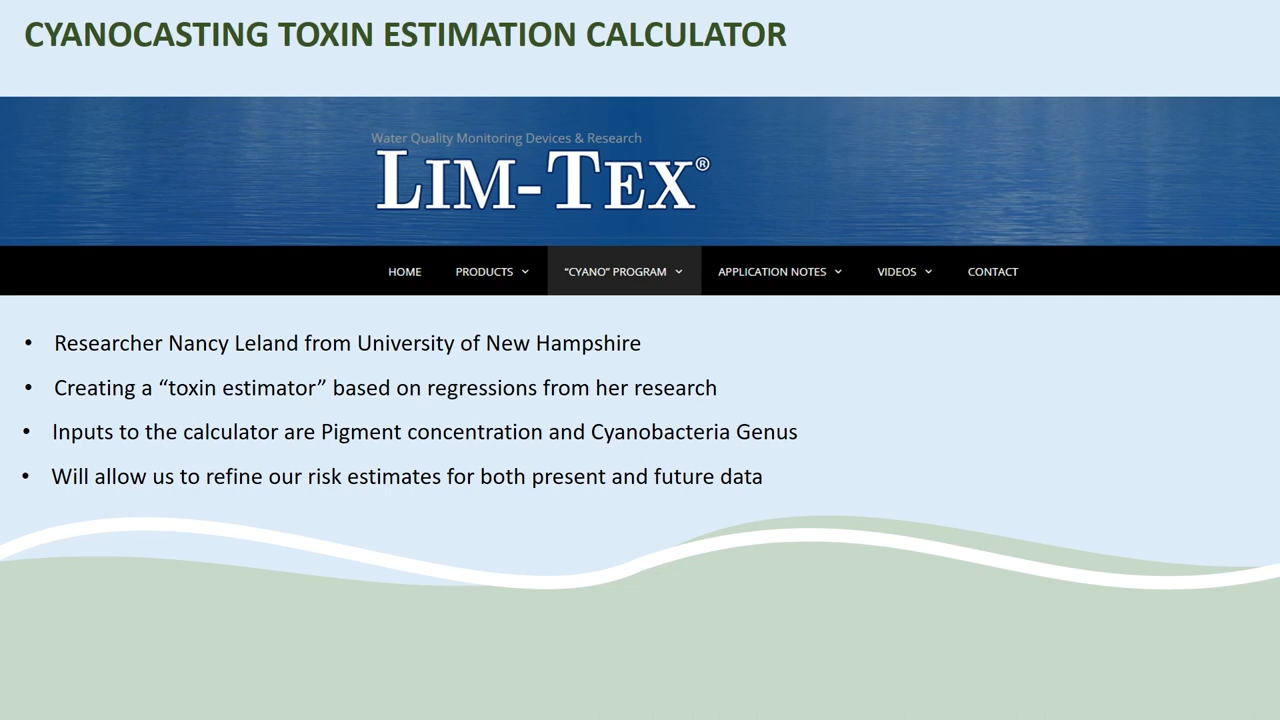 CYANOCASTING TOXIN ESTIMATION CALCULATOR
Water Quality Monitoring Devices & Research
LIM-TEX®
HOME PRODUCTS "CYANO" PROGRAM APPLICATION NOTES VIDEOS CONTACT
• Researcher Nancy Leland from University of New Hampshire
• Creating a “toxin estimator” based on regressions from her research
• Inputs to the calculator are Pigment concentration and Cyanobacteria Genus
• Will allow us to refine our risk estimates for both present and future data